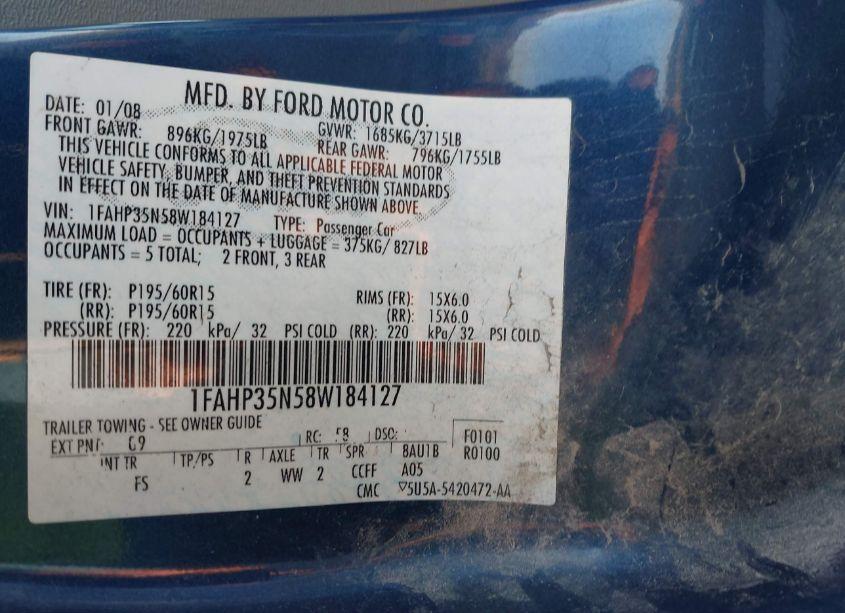 MFD. BY FORD MOTOR CO.
DATE: 01/08 GVWR: 1685KG/3715LB
FRONT GAWR: 896KG/1975LB REAR GAWR: 796KG/1755LB
THIS VEHICLE CONFORMS TO ALL APPLICABLE FEDERAL MOTOR
VEHICLE SAFETY, BUMPER, AND THEFT PREVENTION STANDARDS
IN EFFECT ON THE DATE OF MANUFACTURE SHOWN ABOVE.
VIN: 1FAHP35N58W184127 TYPE: Passenger Car
MAXIMUM LOAD = OCCUPANTS + LUGGAGE = 375KG/ 827LB
OCCUPANTS = 5 TOTAL; 2 FRONT, 3 REAR
TIRE (FR): P195/60R15 RIMS (FR): 15X6.0
(RR): P195/60R15 (RR): 15X6.0
PRESSURE (FR): 220 kPa/ 32 PSI COLD (RR): 220 kPa/ 32 PSI COLD
1FAHP35N58W184127
TRAILER TOWING - SEE OWNER GUIDE
EXT PNT: RC: DSO: F0101
INT TR TP/PS R AXLE TR SPR 8AU1B R0100
FS 2 WW 2 CCFF A05
CMC ▽5U5A-5420472-AA